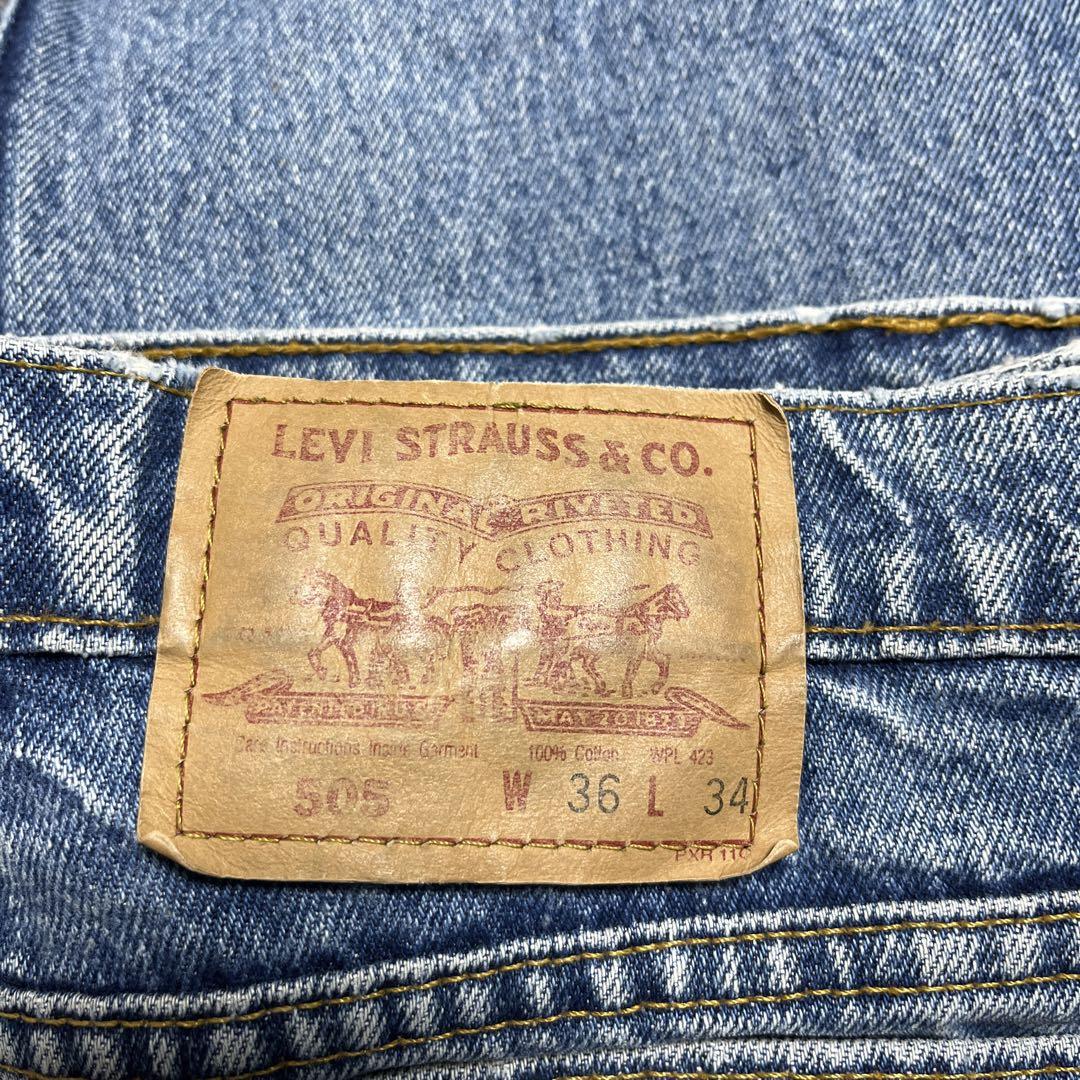 LEVI STRAUSS & CO.
ORIGINAL RIVETED
QUALITY CLOTHING
MAY 20 1873
Care Instructions Inside Garment 100% Cotton WPL 423
505 W 36 L 34